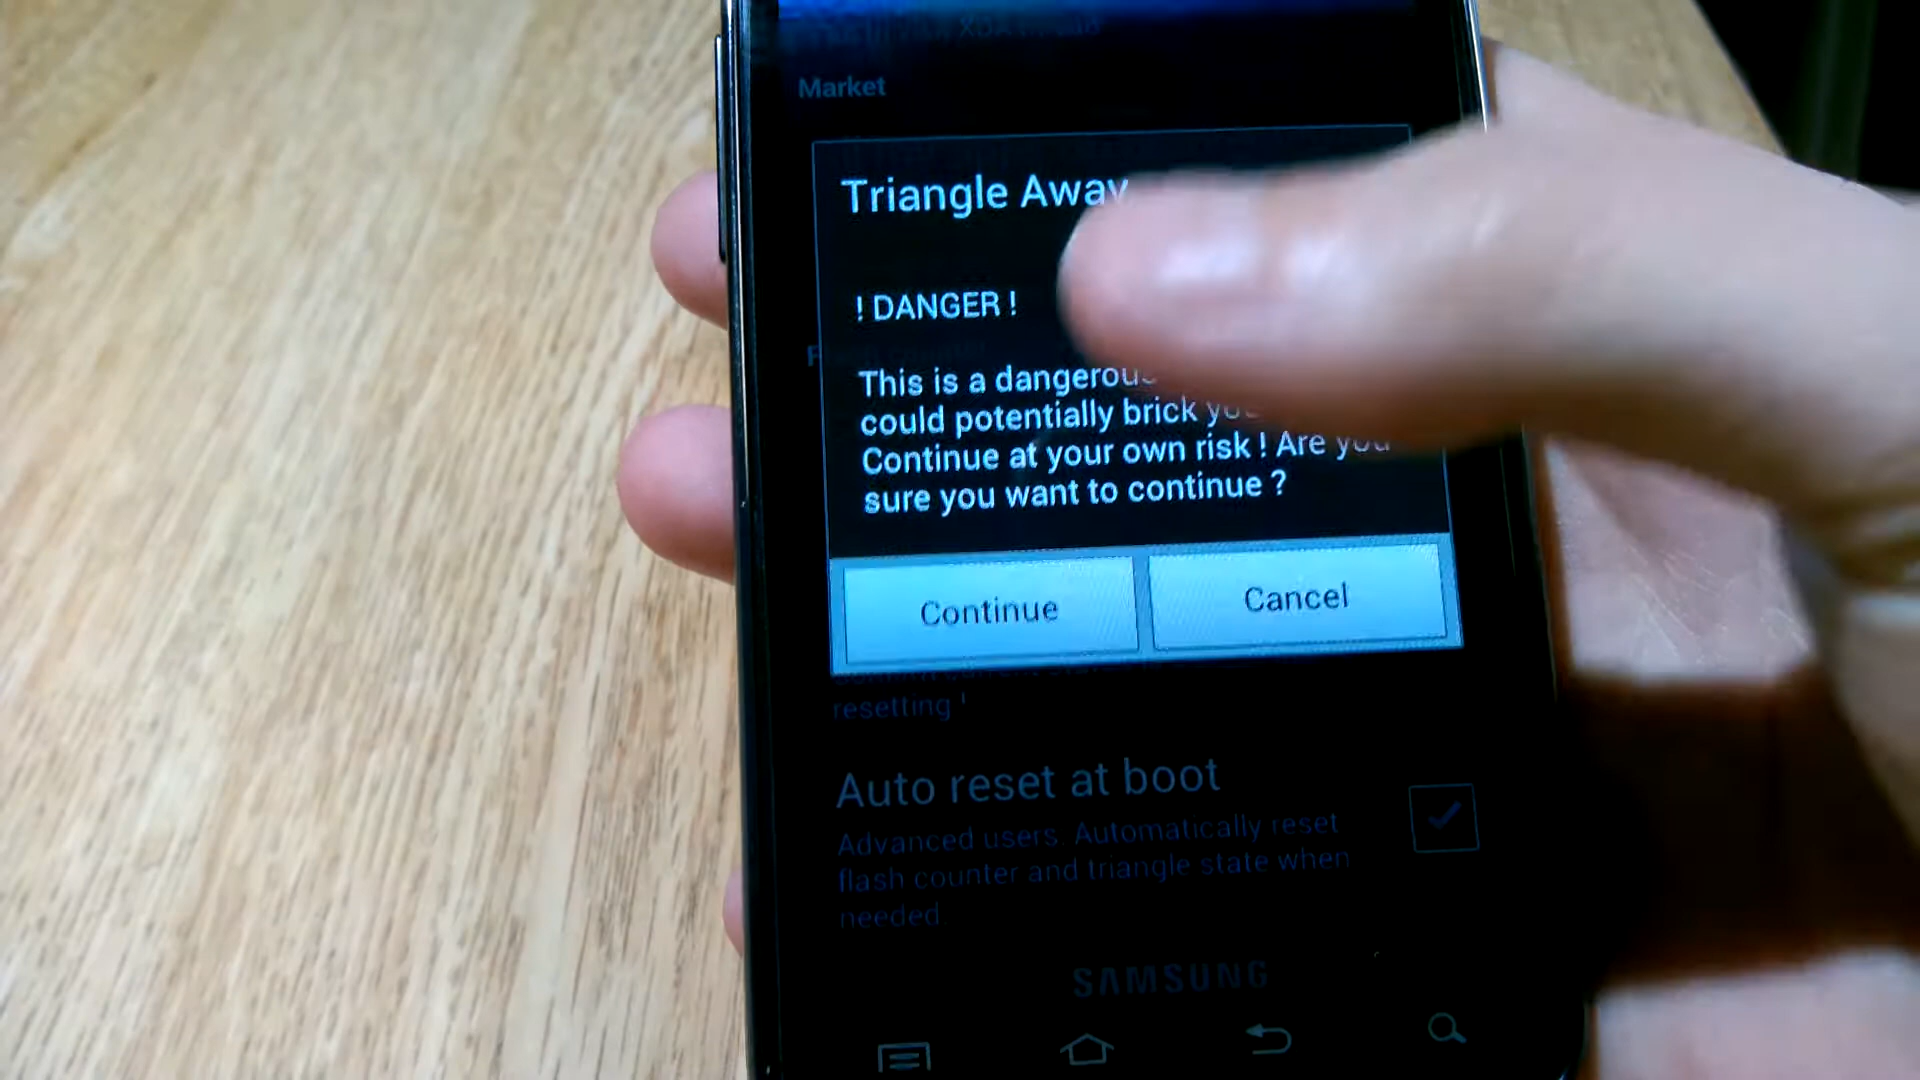 Market
Triangle Away
! DANGER !
This is a dangerous
could potentially brick
Continue at your own risk ! Are you
sure you want to continue ?
Continue
Cancel
resetting !
Auto reset at boot
Advanced users. Automatically reset
flash counter and triangle state when
needed.
SAMSUNG